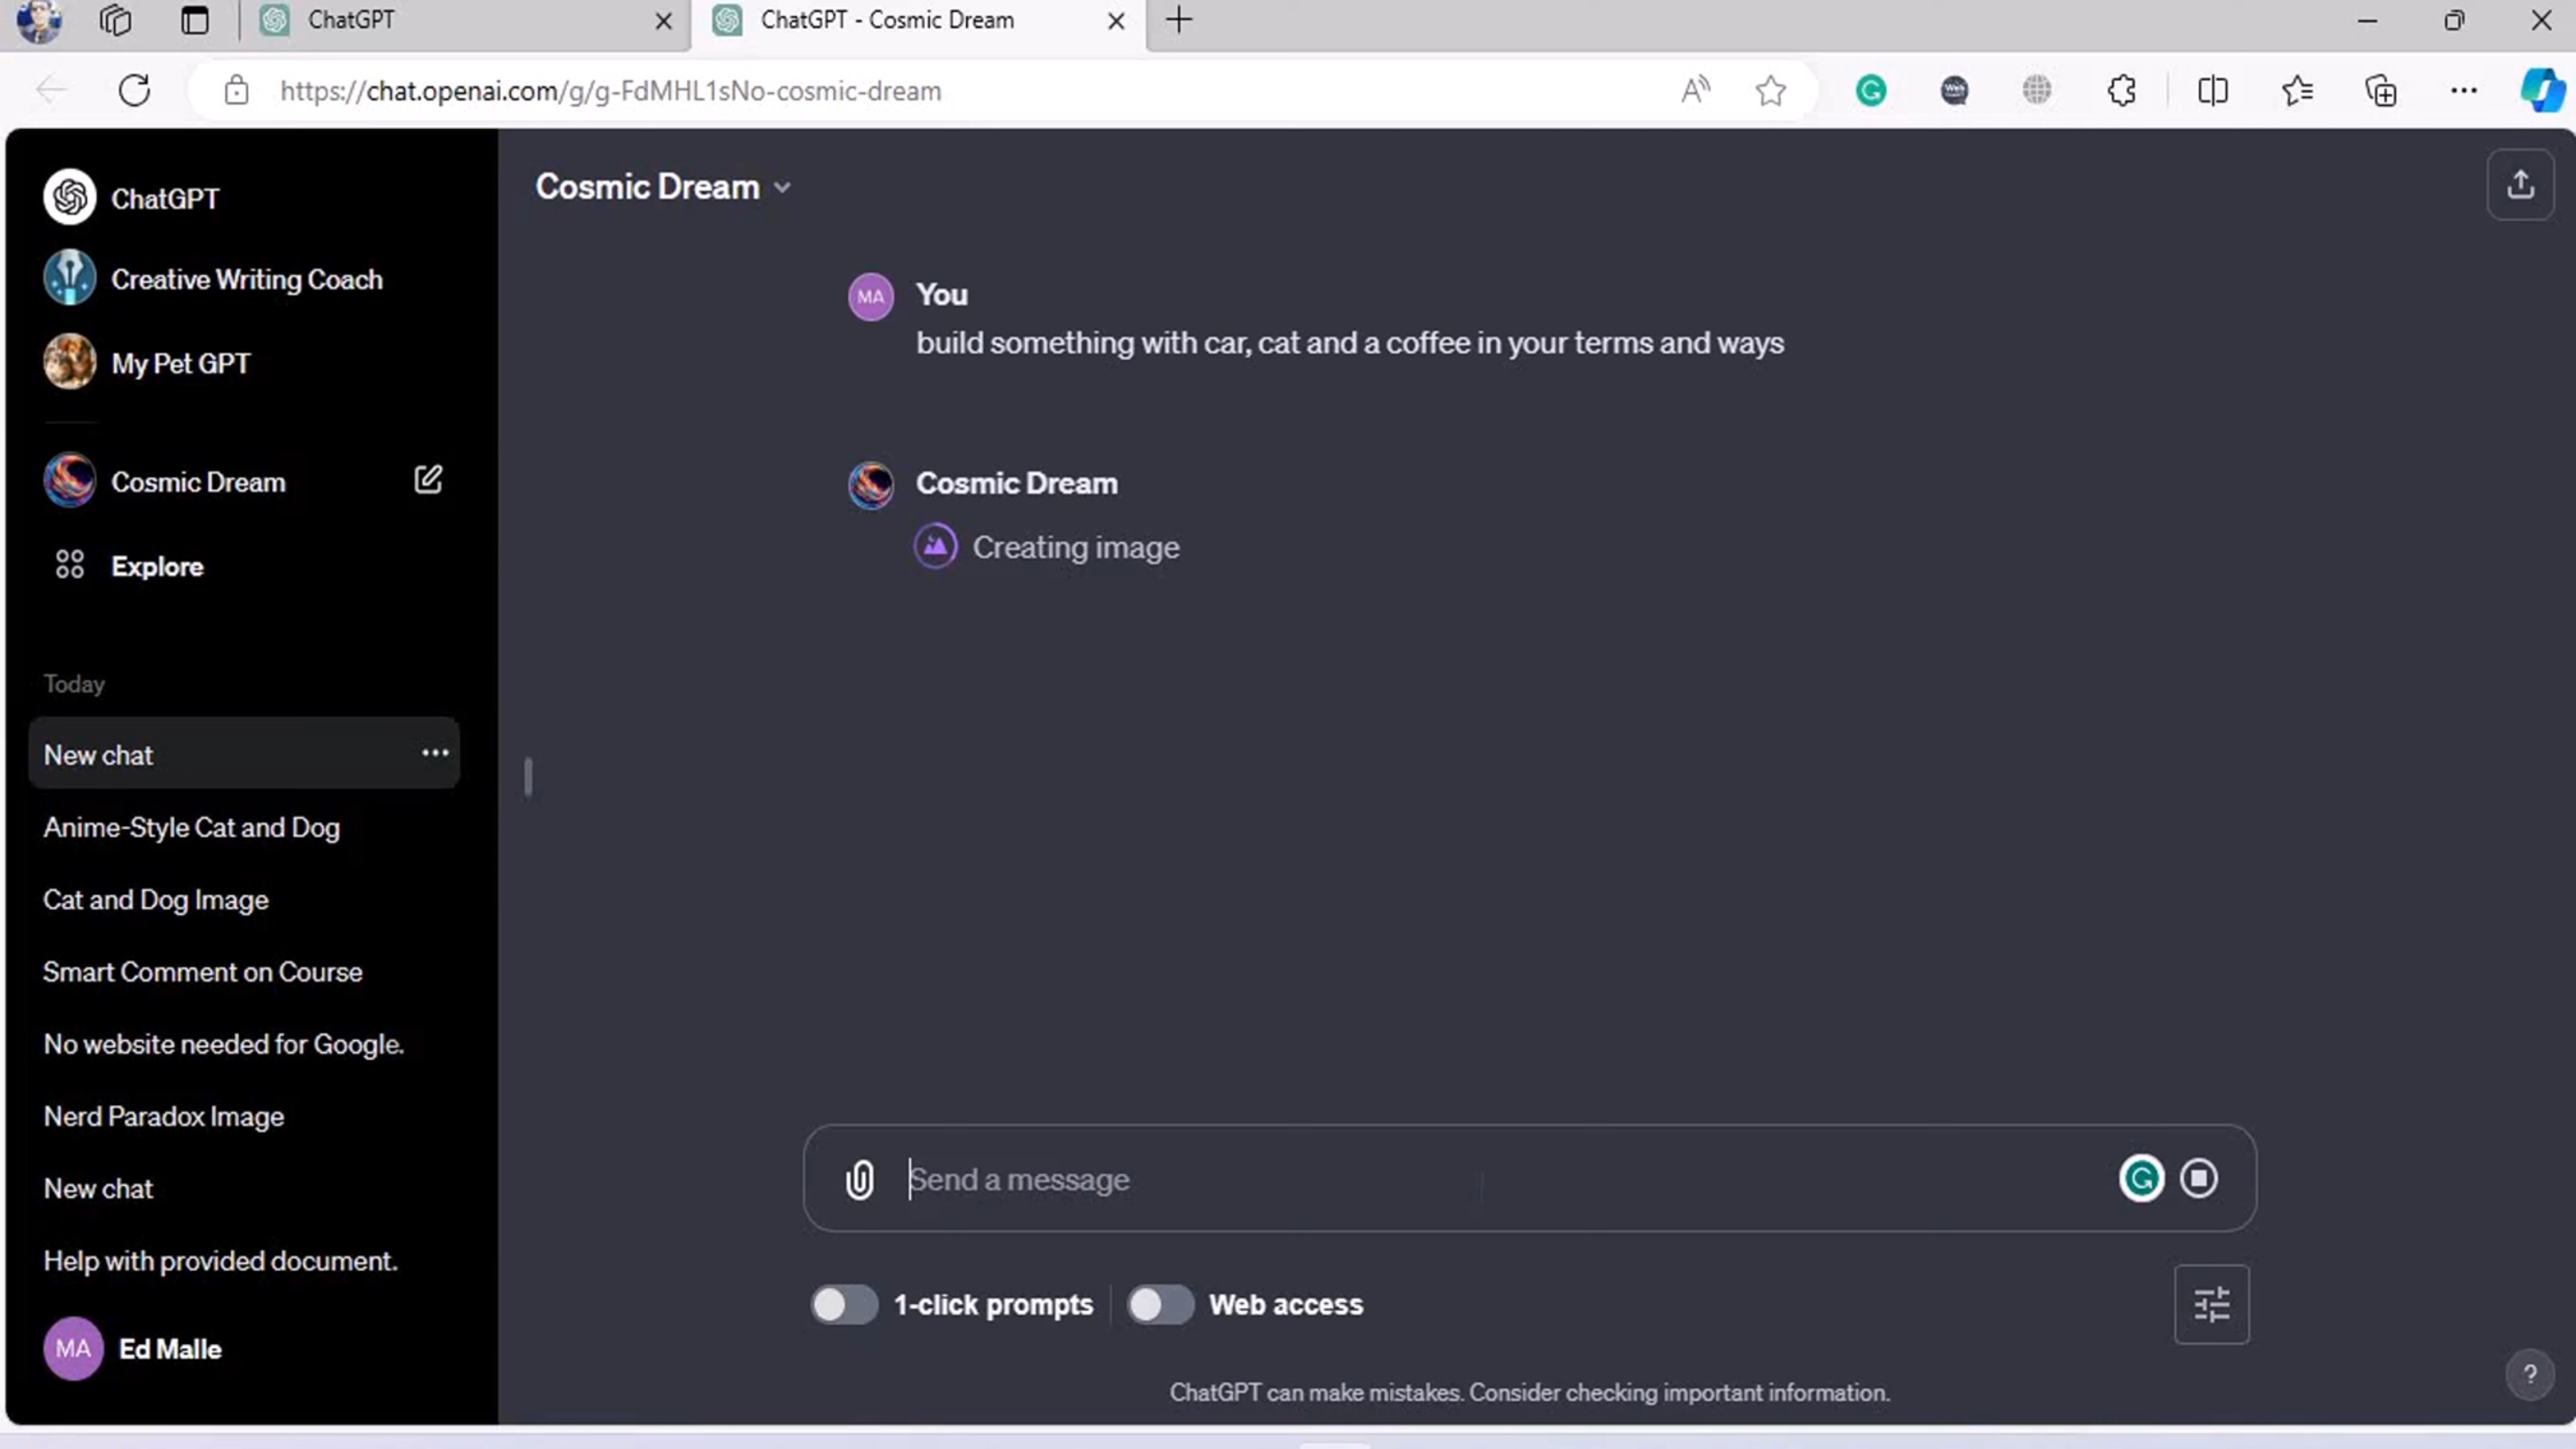 ChatGPT
ChatGPT - Cosmic Dream
https://chat.openai.com/g/g-FdMHL1sNo-cosmic-dream
ChatGPT
Creative Writing Coach
My Pet GPT
Cosmic Dream
Explore
Today
New chat
Anime-Style Cat and Dog
Cat and Dog Image
Smart Comment on Course
No website needed for Google.
Nerd Paradox Image
New chat
Help with provided document.
MA Ed Malle
Cosmic Dream
MA You
build something with car, cat and a coffee in your terms and ways
Cosmic Dream
Creating image
Send a message
1-click prompts Web access
ChatGPT can make mistakes. Consider checking important information.
?